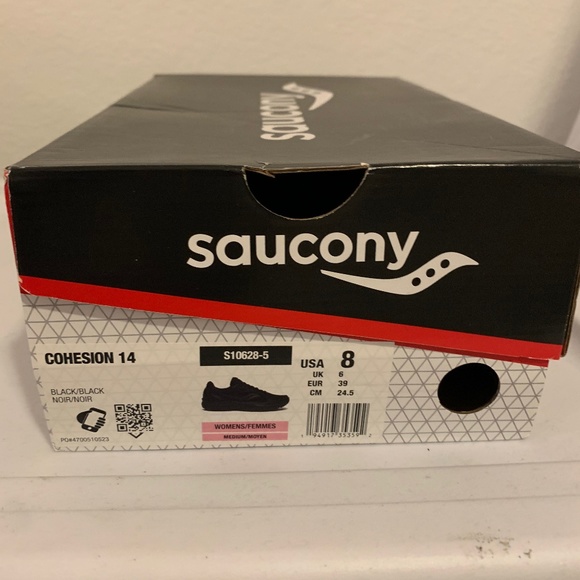 saucony
saucony
COHESION 14
S10628-5
USA 8
UK 6
EUR 39
CM 24.5
BLACK/BLACK
NOIR/NOIR
WOMENS/FEMMES
MEDIUM/MOYEN
PO#4700510523